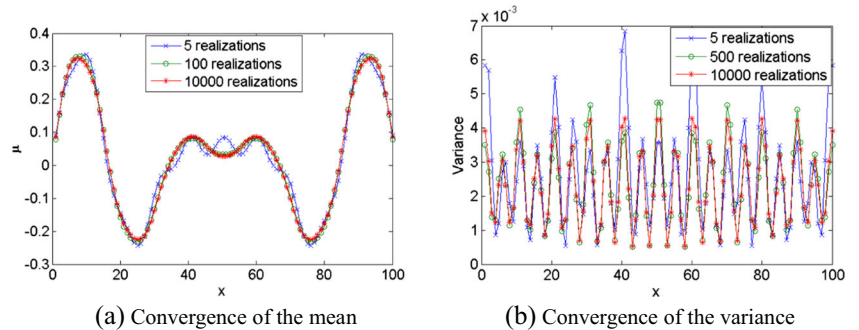 0.4
0.3
0.2
0.1
0
-0.1
-0.2
-0.3
μ
0
20
40
60
80
100
x
5 realizations
100 realizations
10000 realizations
(a) Convergence of the mean
7
x 10⁻³
6
5
4
3
2
1
0
Variance
0
20
40
60
80
100
x
5 realizations
500 realizations
10000 realizations
(b) Convergence of the variance